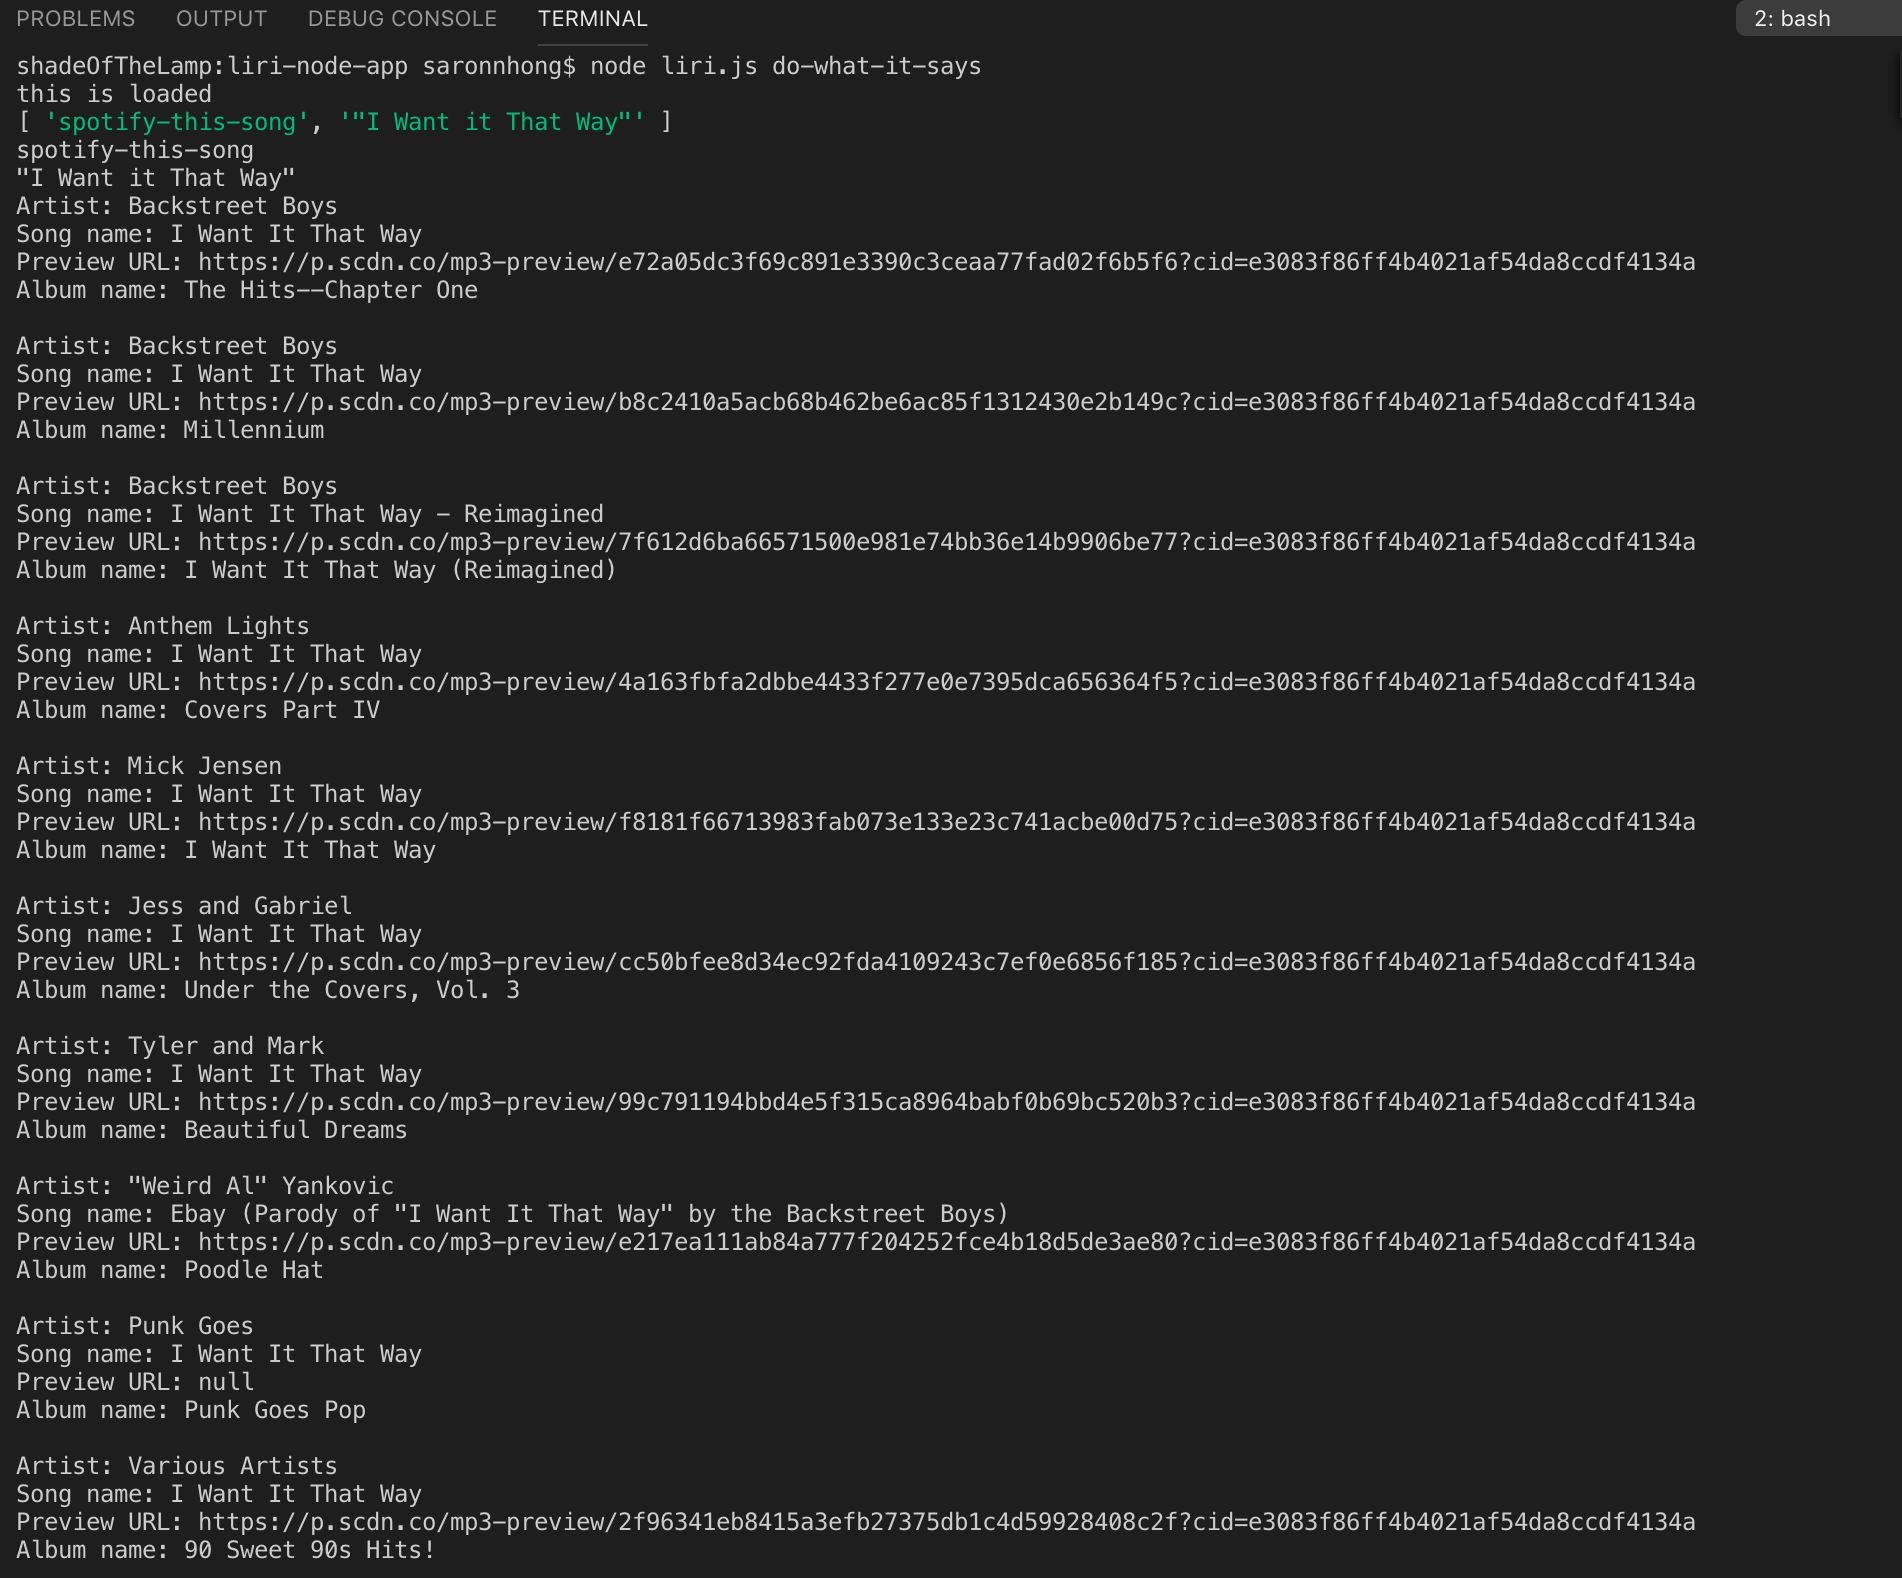 PROBLEMS OUTPUT DEBUG CONSOLE TERMINAL 2: bash
shadeOfTheLamp:liri-node-app saronnhong$ node liri.js do-what-it-says
this is loaded
[ 'spotify-this-song', '"I Want it That Way"' ]
spotify-this-song
"I Want it That Way"
Artist: Backstreet Boys
Song name: I Want It That Way
Preview URL: https://p.scdn.co/mp3-preview/e72a05dc3f69c891e3390c3ceaa77fad02f6b5f6?cid=e3083f86ff4b4021af54da8ccdf4134a
Album name: The Hits--Chapter One

Artist: Backstreet Boys
Song name: I Want It That Way
Preview URL: https://p.scdn.co/mp3-preview/b8c2410a5acb68b462be6ac85f1312430e2b149c?cid=e3083f86ff4b4021af54da8ccdf4134a
Album name: Millennium

Artist: Backstreet Boys
Song name: I Want It That Way - Reimagined
Preview URL: https://p.scdn.co/mp3-preview/7f612d6ba66571500e981e74bb36e14b9906be77?cid=e3083f86ff4b4021af54da8ccdf4134a
Album name: I Want It That Way (Reimagined)

Artist: Anthem Lights
Song name: I Want It That Way
Preview URL: https://p.scdn.co/mp3-preview/4a163fbfa2dbbe4433f277e0e7395dca656364f5?cid=e3083f86ff4b4021af54da8ccdf4134a
Album name: Covers Part IV

Artist: Mick Jensen
Song name: I Want It That Way
Preview URL: https://p.scdn.co/mp3-preview/f8181f66713983fab073e133e23c741acbe00d75?cid=e3083f86ff4b4021af54da8ccdf4134a
Album name: I Want It That Way

Artist: Jess and Gabriel
Song name: I Want It That Way
Preview URL: https://p.scdn.co/mp3-preview/cc50bfee8d34ec92fda4109243c7ef0e6856f185?cid=e3083f86ff4b4021af54da8ccdf4134a
Album name: Under the Covers, Vol. 3

Artist: Tyler and Mark
Song name: I Want It That Way
Preview URL: https://p.scdn.co/mp3-preview/99c791194bbd4e5f315ca8964babf0b69bc520b3?cid=e3083f86ff4b4021af54da8ccdf4134a
Album name: Beautiful Dreams

Artist: "Weird Al" Yankovic
Song name: Ebay (Parody of "I Want It That Way" by the Backstreet Boys)
Preview URL: https://p.scdn.co/mp3-preview/e217ea111ab84a777f204252fce4b18d5de3ae80?cid=e3083f86ff4b4021af54da8ccdf4134a
Album name: Poodle Hat

Artist: Punk Goes
Song name: I Want It That Way
Preview URL: null
Album name: Punk Goes Pop

Artist: Various Artists
Song name: I Want It That Way
Preview URL: https://p.scdn.co/mp3-preview/2f96341eb8415a3efb27375db1c4d59928408c2f?cid=e3083f86ff4b4021af54da8ccdf4134a
Album name: 90 Sweet 90s Hits!